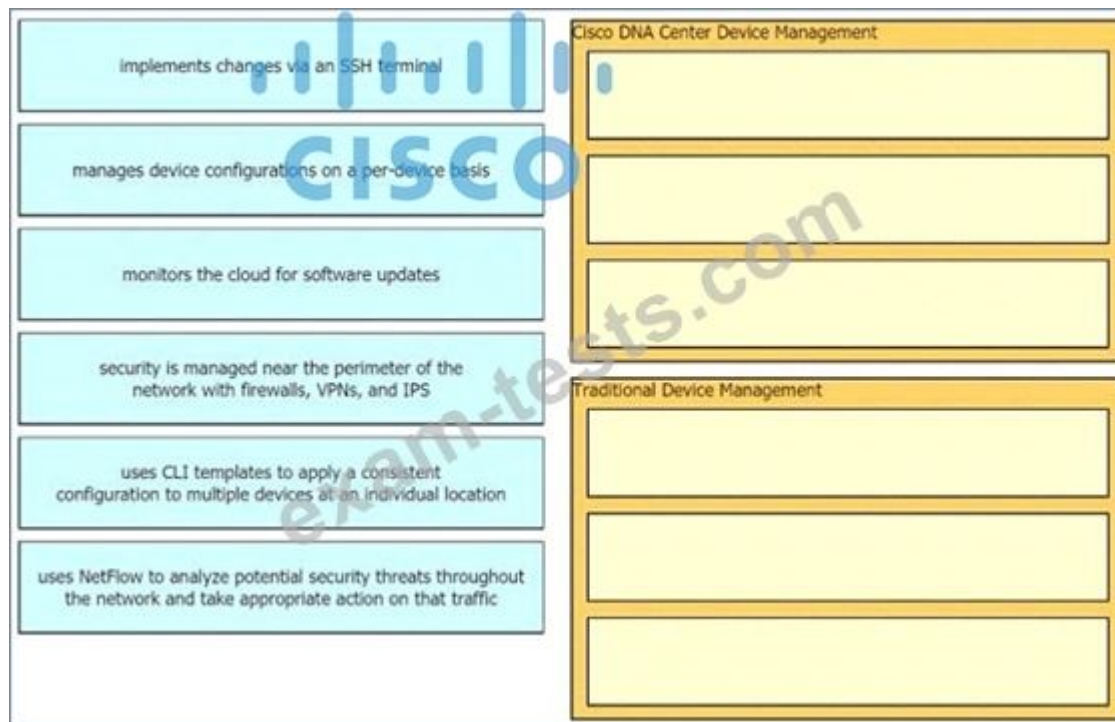 implements changes via an SSH terminal
manages device configurations on a per-device basis
monitors the cloud for software updates
security is managed near the perimeter of the
network with firewalls, VPNs, and IPS
uses CLI templates to apply a consistent
configuration to multiple devices at an individual location
uses NetFlow to analyze potential security threats throughout
the network and take appropriate action on that traffic
Cisco DNA Center Device Management
Traditional Device Management
CISCO
exam-tests.com